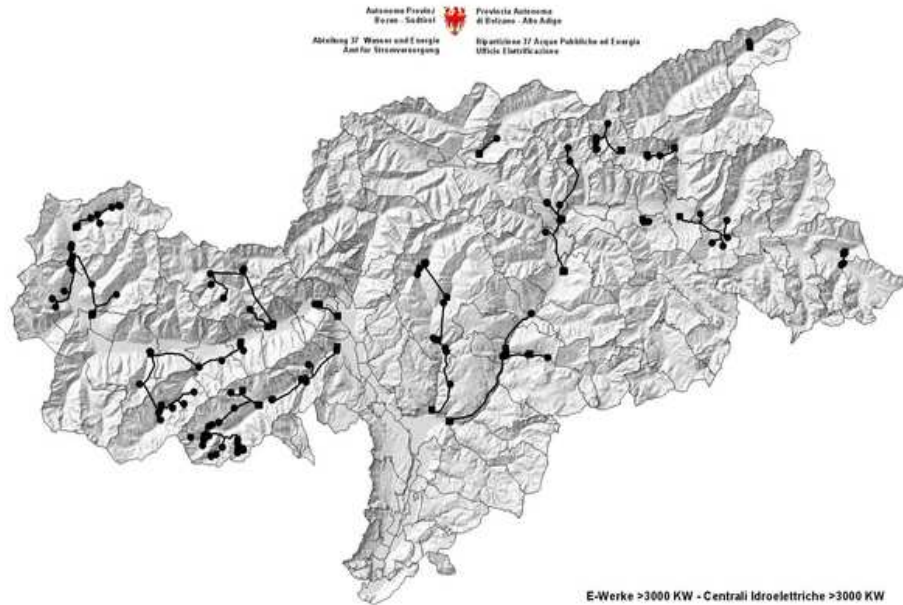 Autonome Provinz
Bozen - Südtirol
Provincia Autonoma
di Bolzano - Alto Adige
Abteilung 37 Wasser und Energie
Amt für Stromversorgung
Ripartizione 37 Acque Pubbliche ed Energia
Ufficio Elettrificazione
E-Werke >3000 KW - Centrali Idroelettriche >3000 KW